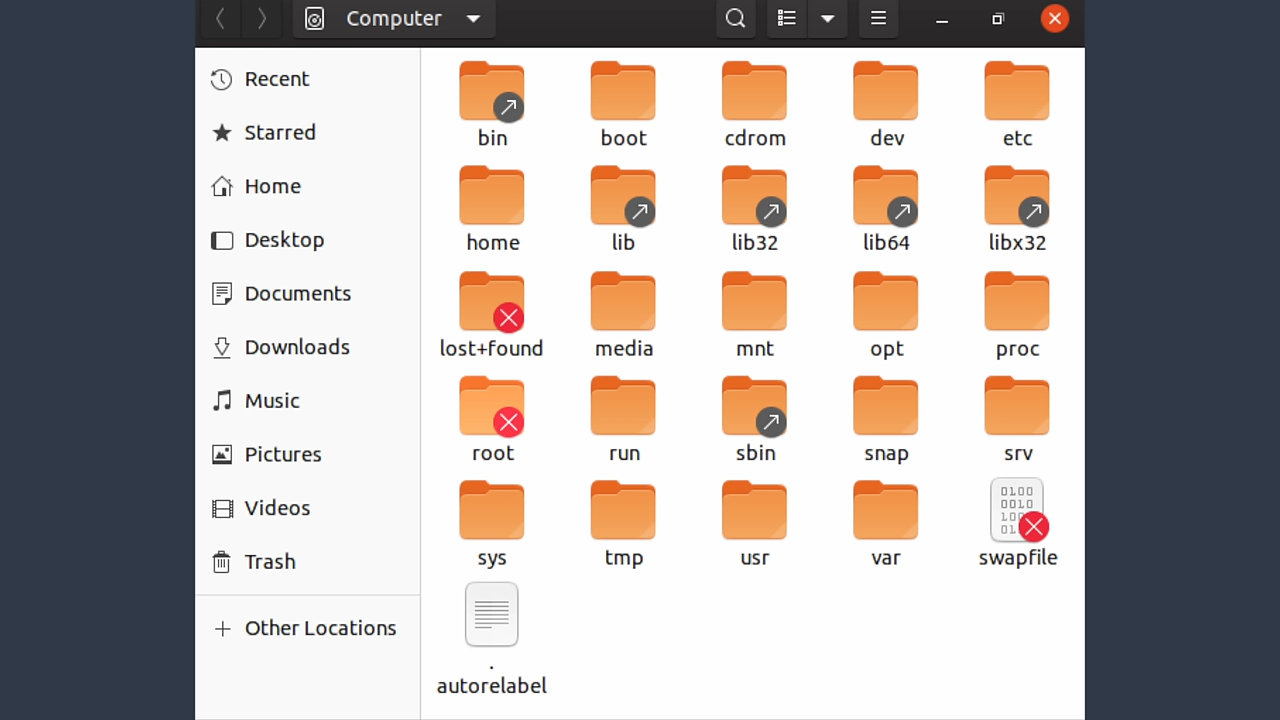 Computer
Recent
Starred
Home
Desktop
Documents
Downloads
Music
Pictures
Videos
Trash
Other Locations
bin boot cdrom dev etc
home lib lib32 lib64 libx32
lost+found media mnt opt proc
root run sbin snap srv
0100
0010
sys tmp usr var swapfile
.
autorelabel